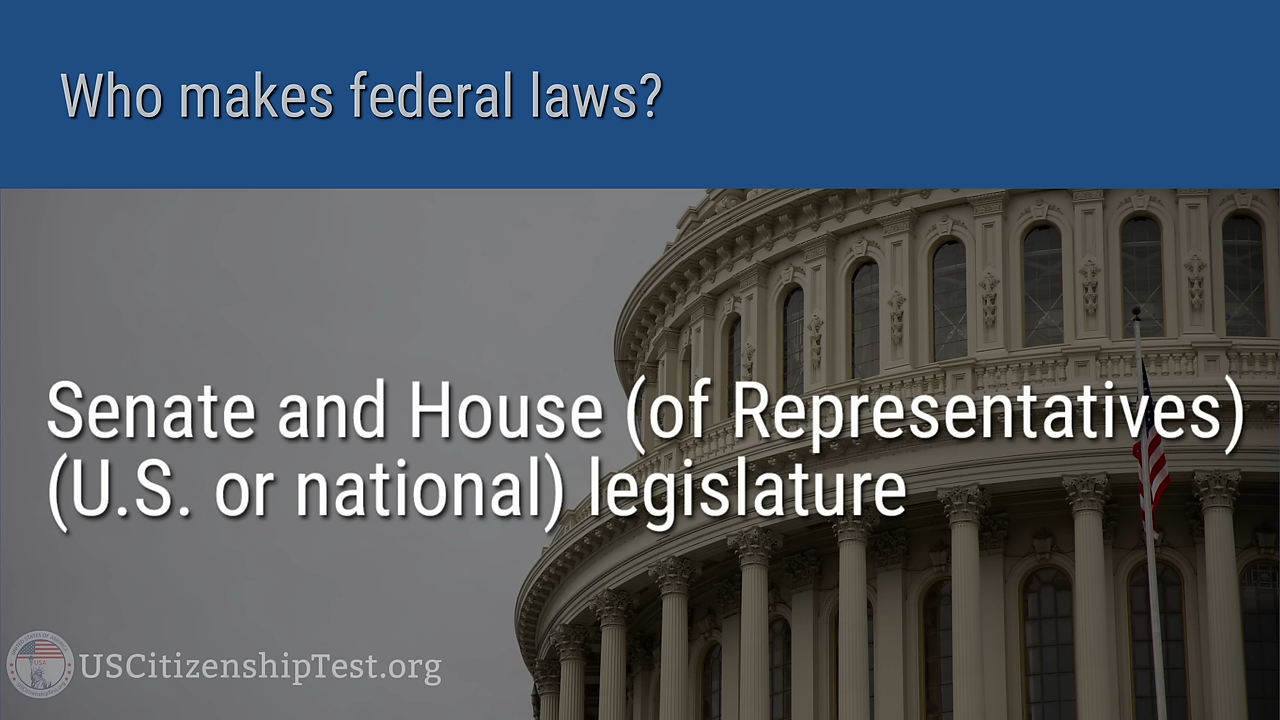 Who makes federal laws?
Senate and House (of Representatives)
(U.S. or national) legislature
USCitizenshipTest.org